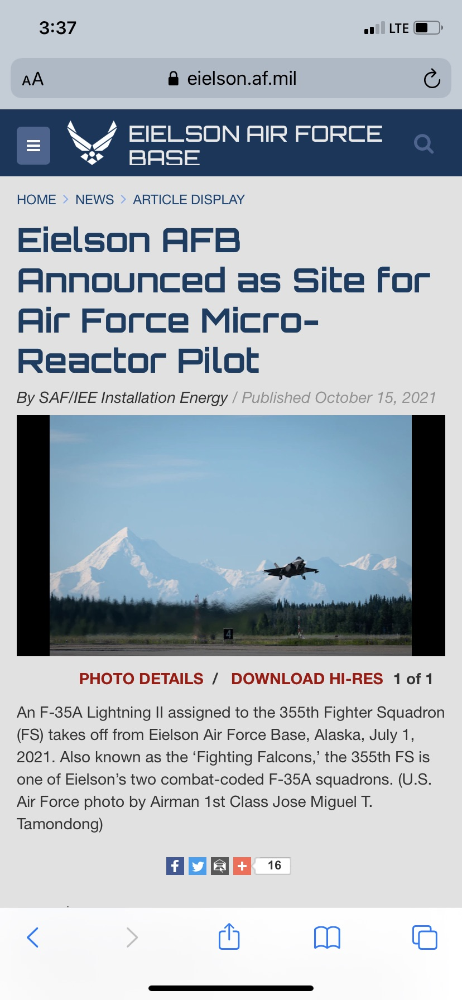 3:37
LTE
AA
eielson.af.mil
EIELSON AIR FORCE
BASE
HOME > NEWS > ARTICLE DISPLAY
Eielson AFB
Announced as Site for
Air Force Micro-
Reactor Pilot
By SAF/IEE Installation Energy / Published October 15, 2021
4
PHOTO DETAILS / DOWNLOAD HI-RES 1 of 1
An F-35A Lightning II assigned to the 355th Fighter Squadron
(FS) takes off from Eielson Air Force Base, Alaska, July 1,
2021. Also known as the ‘Fighting Falcons,’ the 355th FS is
one of Eielson’s two combat-coded F-35A squadrons. (U.S.
Air Force photo by Airman 1st Class Jose Miguel T.
Tamondong)
16